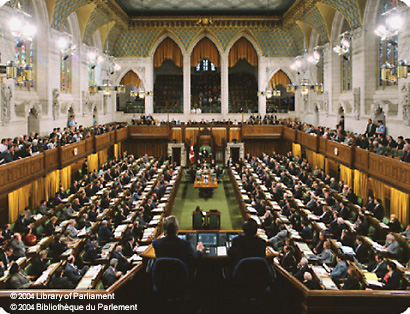 © 2004 Library of Parliament
© 2004 Bibliothèque du Parlement